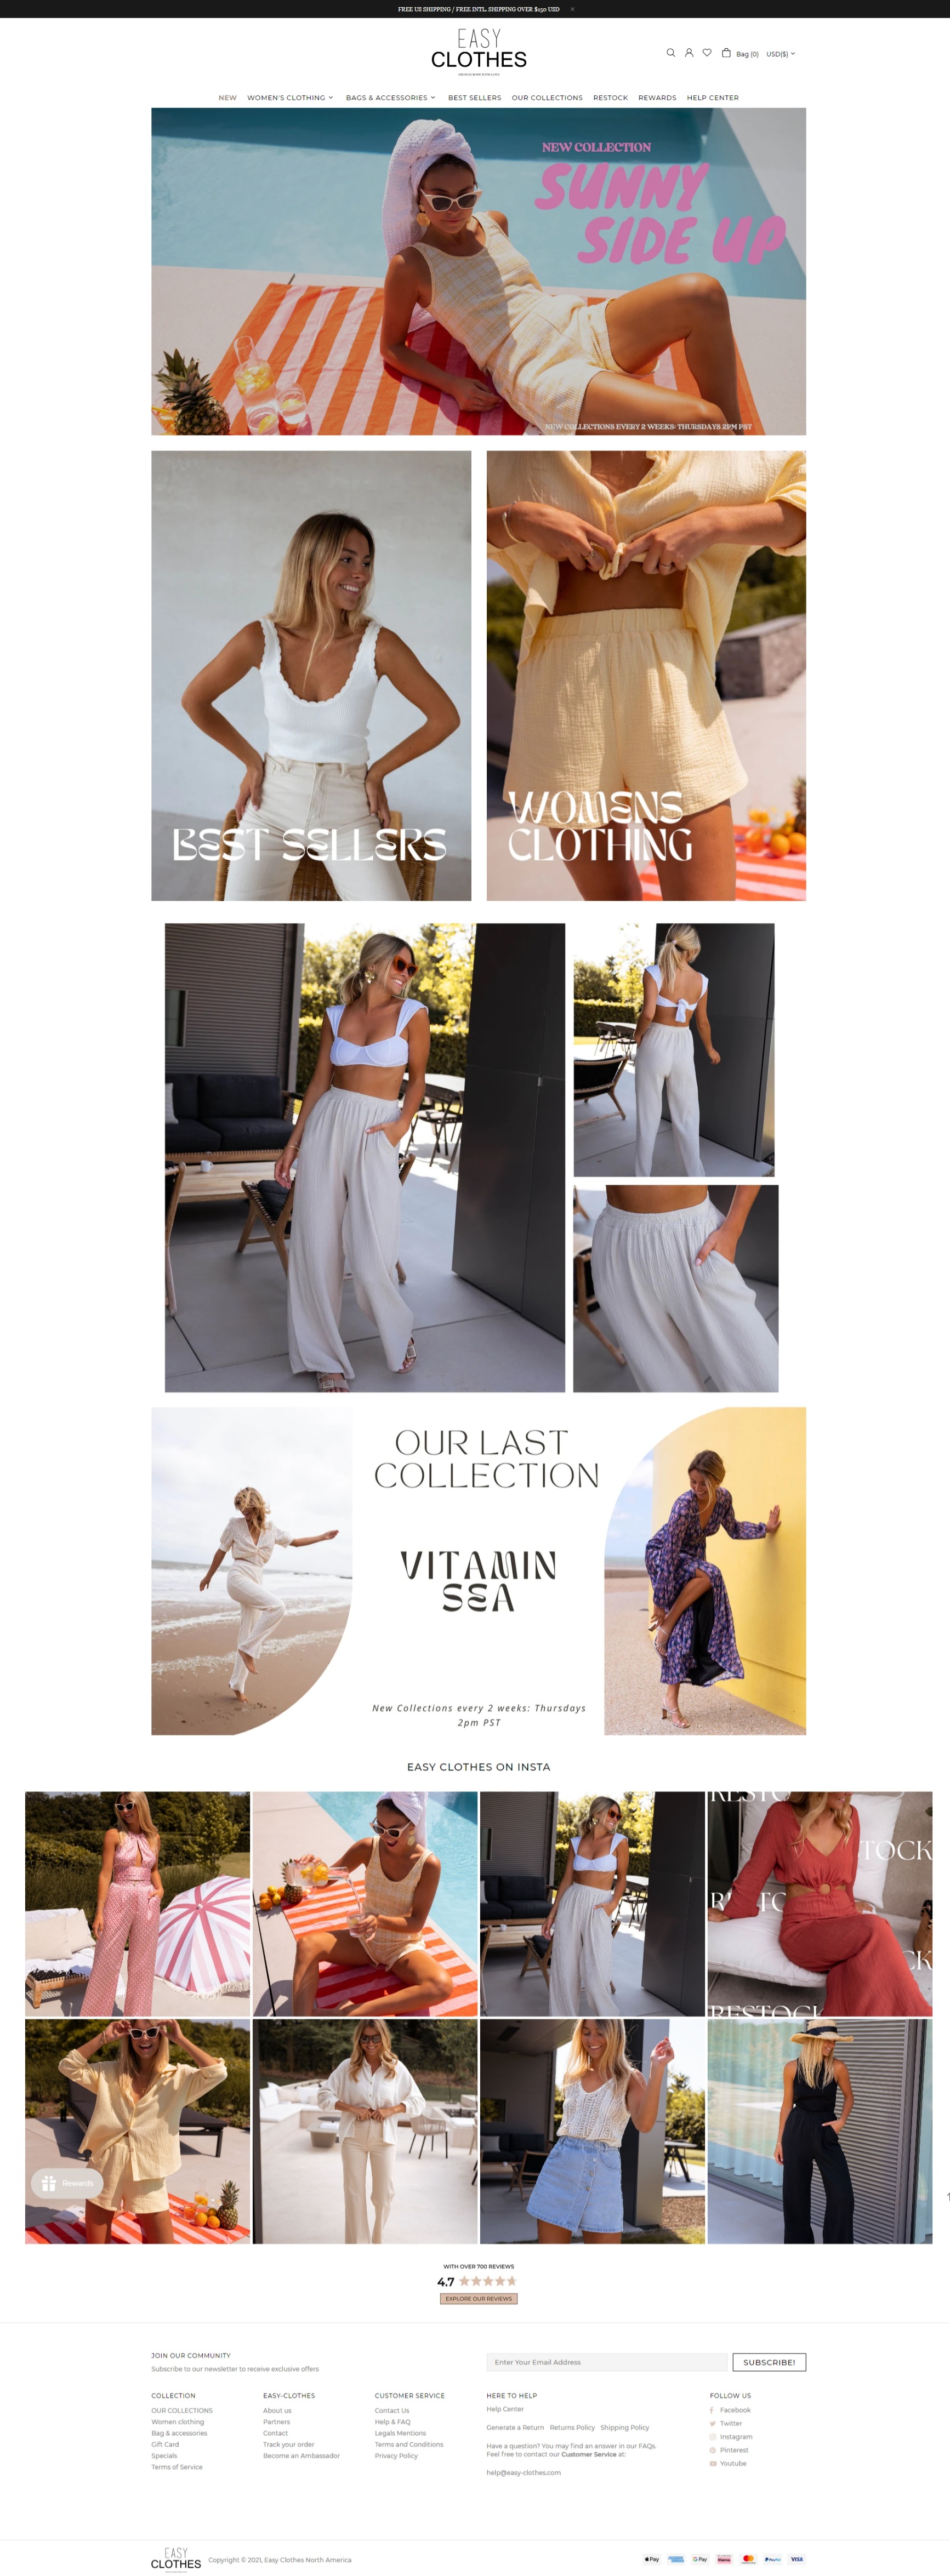 FREE US SHIPPING / FREE INTL. SHIPPING OVER $150 USD ×
EASY
CLOTHES
Bag (0) USD($)
NEW WOMEN'S CLOTHING BAGS & ACCESSORIES BEST SELLERS OUR COLLECTIONS RESTOCK REWARDS HELP CENTER
NEW COLLECTION
SUNNY
SIDE UP
NEW COLLECTIONS EVERY 2 WEEKS: THURSDAYS 2PM PST
BEST SELLERS
WOMENS
CLOTHING
OUR LAST
COLLECTION
VITAMIN
SEA
New Collections every 2 weeks: Thursdays
2pm PST
EASY CLOTHES ON INSTA
RESTOCK
Rewards
WITH OVER 700 REVIEWS
4.7
EXPLORE OUR REVIEWS
JOIN OUR COMMUNITY
Subscribe to our newsletter to receive exclusive offers
Enter Your Email Address
SUBSCRIBE!
COLLECTION
OUR COLLECTIONS
Women clothing
Bag & accessories
Gift Card
Specials
Terms of Service
EASY-CLOTHES
About us
Partners
Contact
Track your order
Become an Ambassador
CUSTOMER SERVICE
Contact Us
Help & FAQ
Legals Mentions
Terms and Conditions
Privacy Policy
HERE TO HELP
Help Center
Generate a Return Returns Policy Shipping Policy
Have a question? You may find an answer in our FAQs.
Feel free to contact our Customer Service at:
help@easy-clothes.com
FOLLOW US
Facebook
Twitter
Instagram
Pinterest
Youtube
EASY
CLOTHES
Copyright © 2021, Easy Clothes North America
Pay
G Pay
Klarna
PayPal
VISA